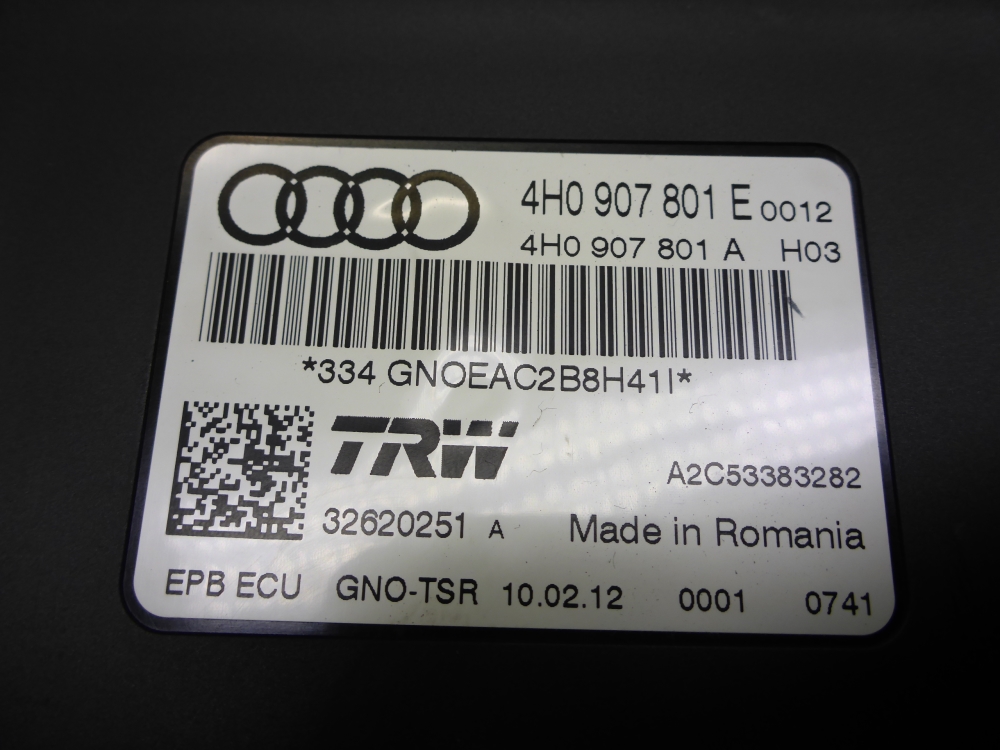 4H0 907 801 E 0012
4H0 907 801 A H03
*334 GNOEAC2B8H41I*
TRW
A2C53383282
32620251 A Made in Romania
EPB ECU GNO-TSR 10.02.12 0001 0741